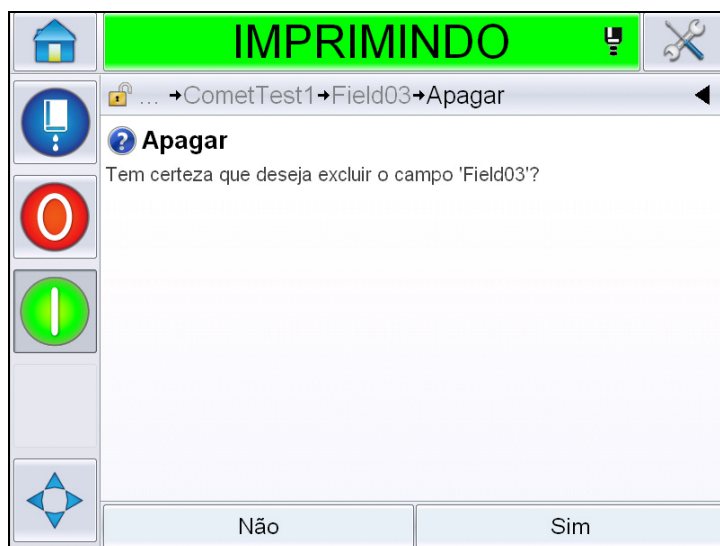 IMPRIMINDO
... →CometTest1→Field03→Apagar
Apagar
Tem certeza que deseja excluir o campo 'Field03'?
Não
Sim